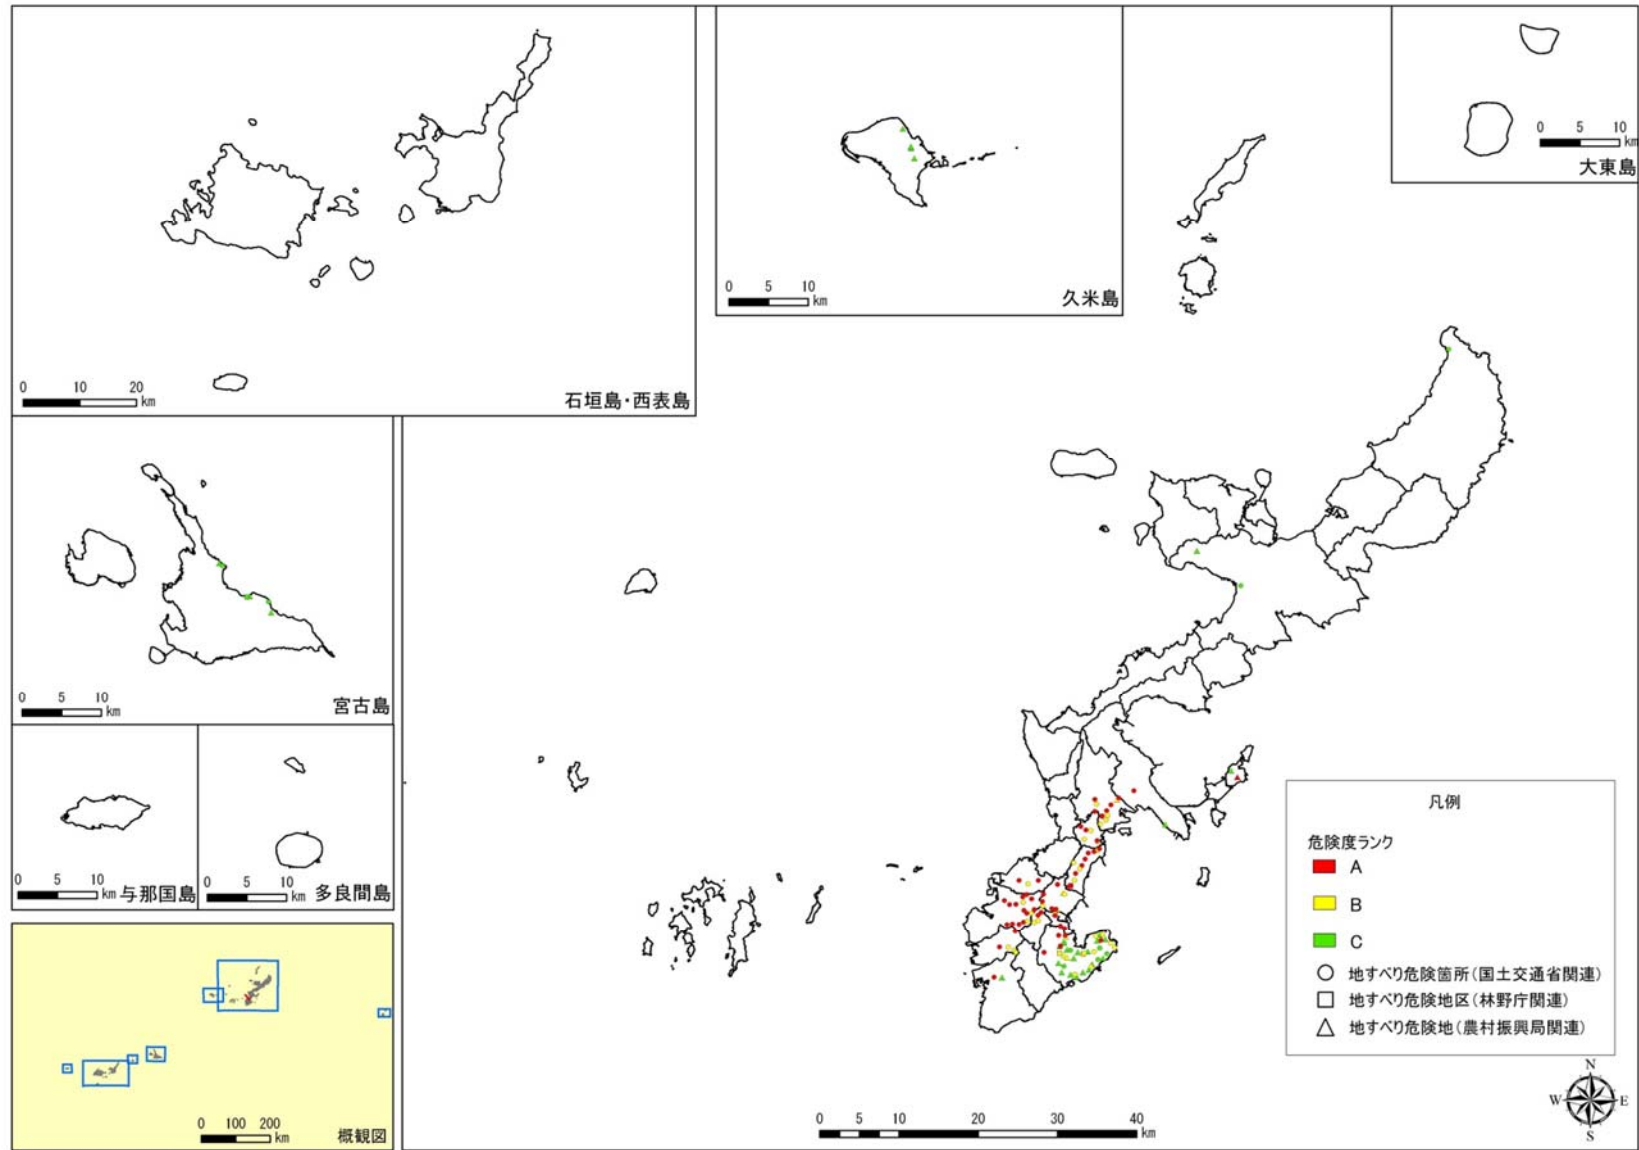 0 5 10
km
大東島
0 5 10
km
久米島
0 10 20
km
石垣島・西表島
0 5 10
km
宮古島
0 5 10
km
与那国島
0 5 10
km
多良間島
0 100 200
km
概観図
凡例
危険度ランク
A
B
C
地すべり危険箇所(国土交通省関連)
地すべり危険地区(林野庁関連)
地すべり危険地(農村振興局関連)
N
W E
S
0 5 10 20 30 40
km